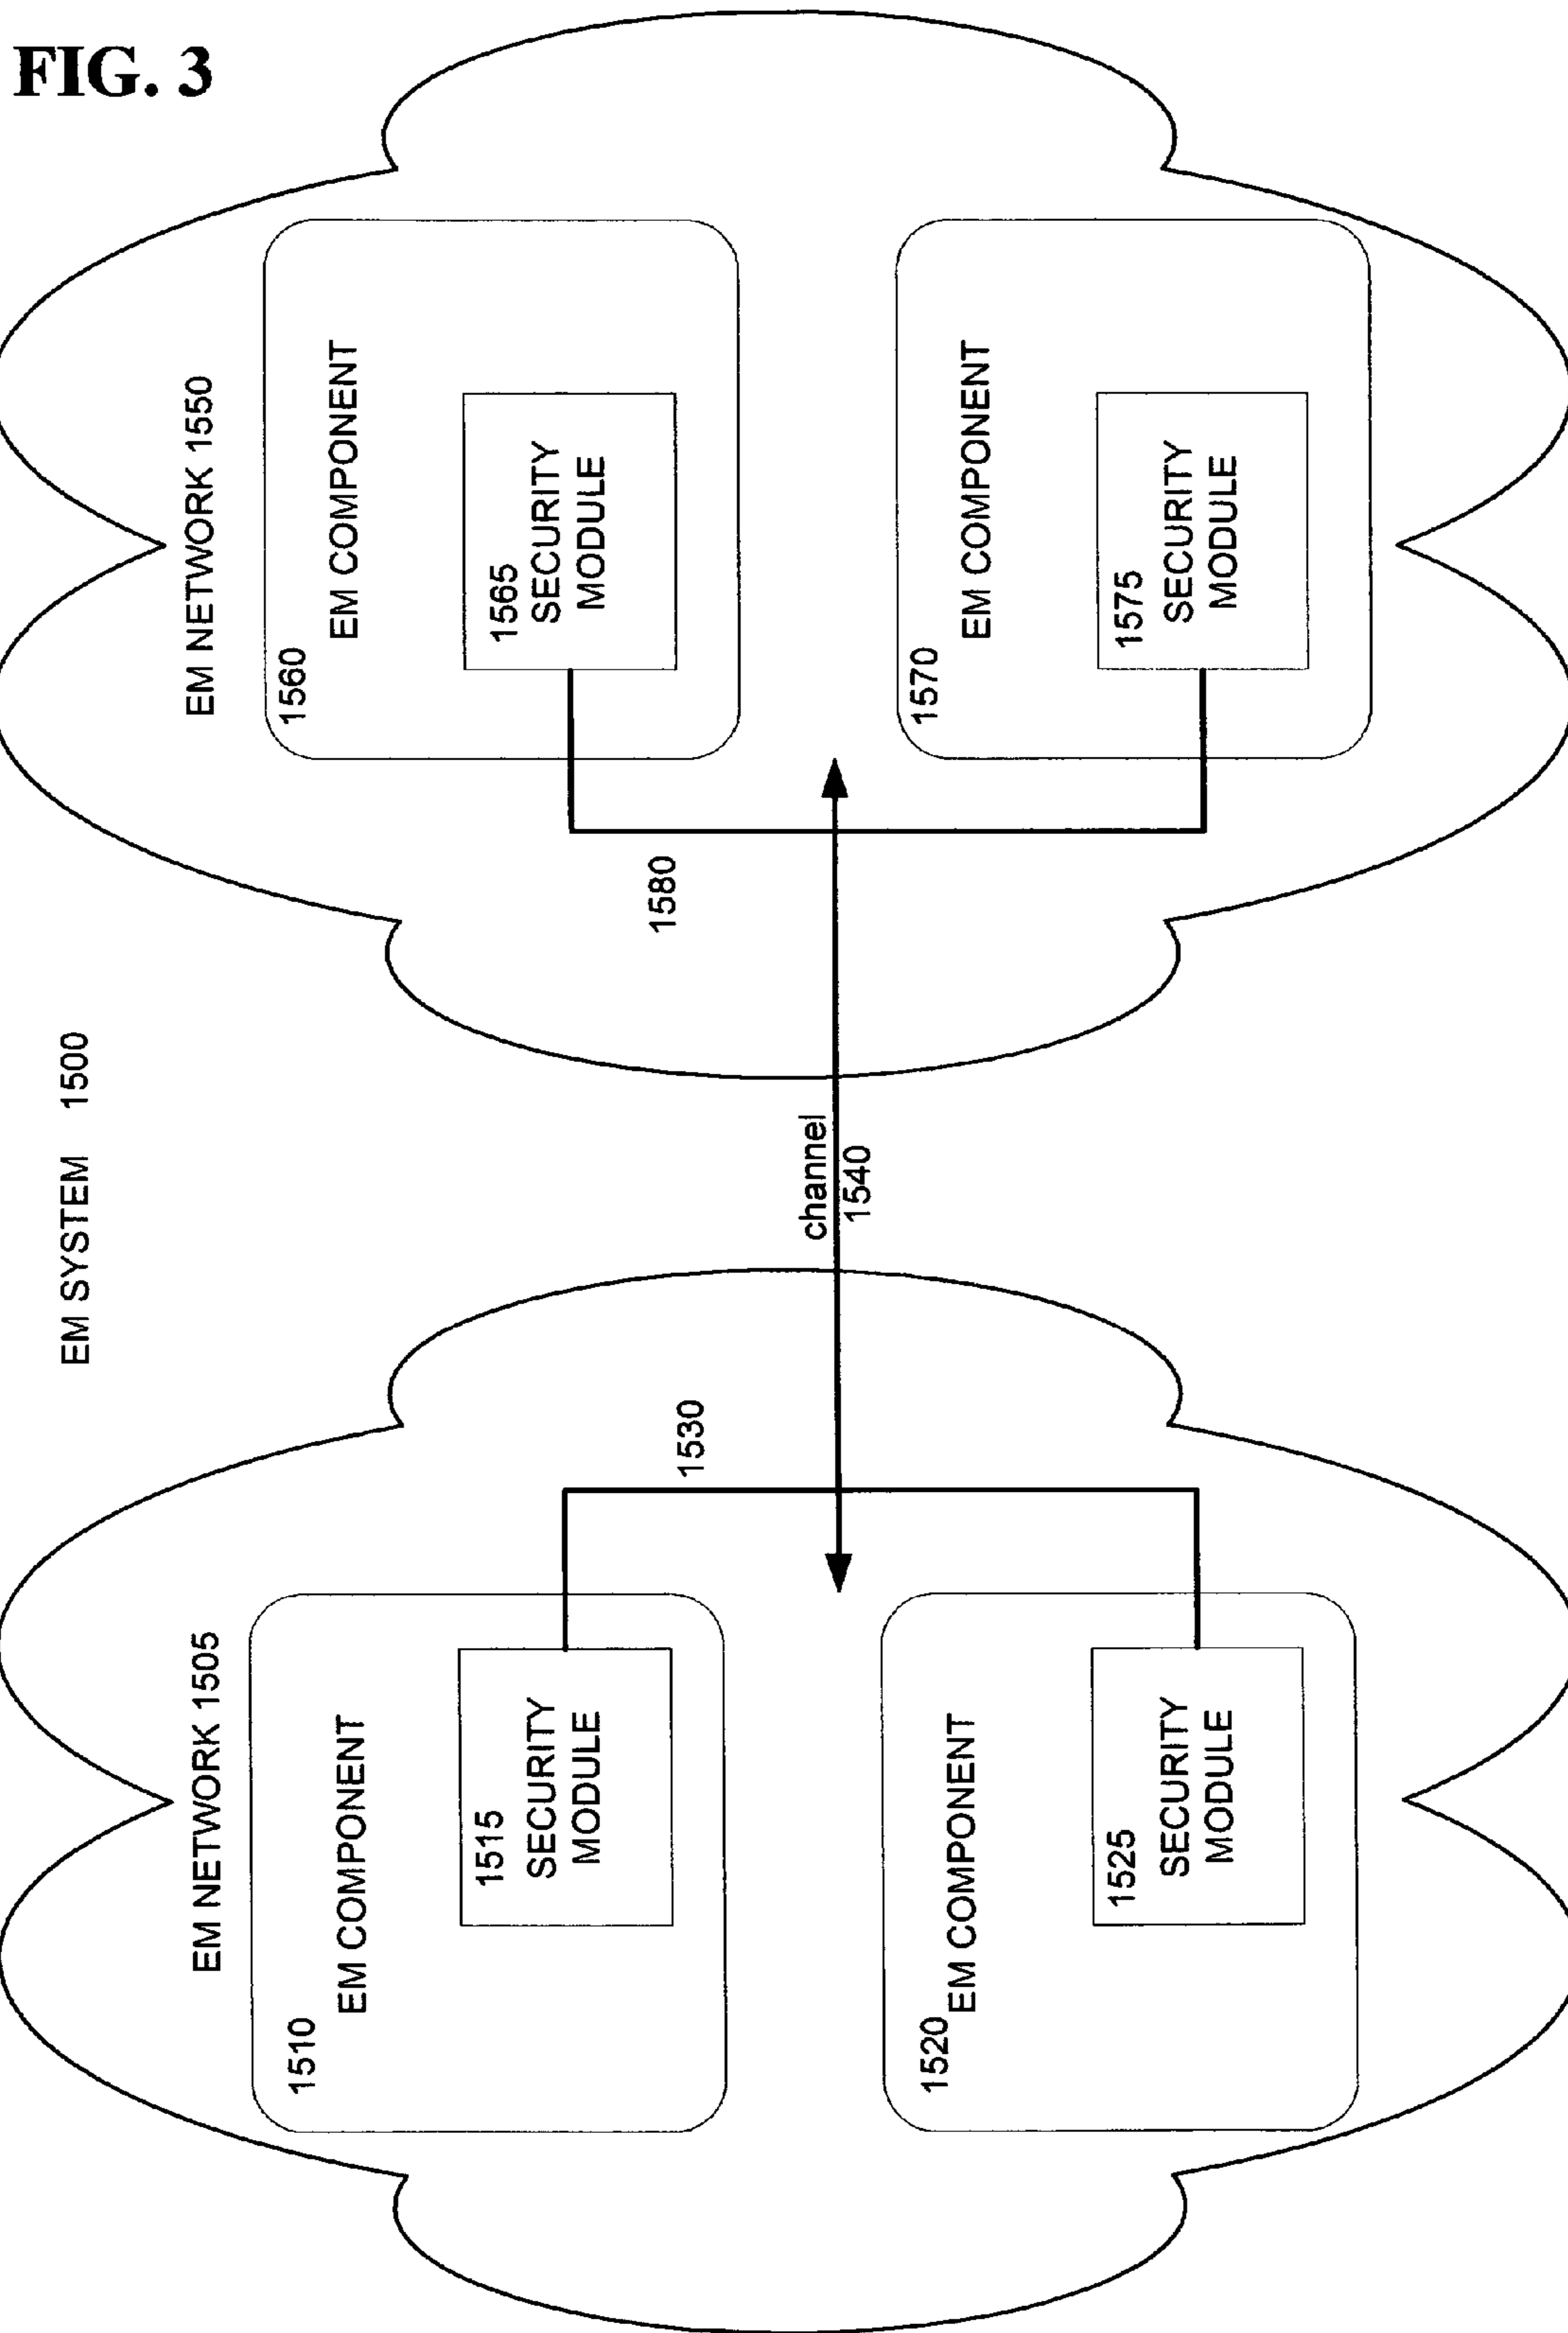 FIG. 3
EM SYSTEM 1500
EM NETWORK 1505
1510
EM COMPONENT
1515
SECURITY
MODULE
1520
EM COMPONENT
1525
SECURITY
MODULE
1530
channel
1540
EM NETWORK 1550
1560
EM COMPONENT
1565
SECURITY
MODULE
1570
EM COMPONENT
1575
SECURITY
MODULE
1580